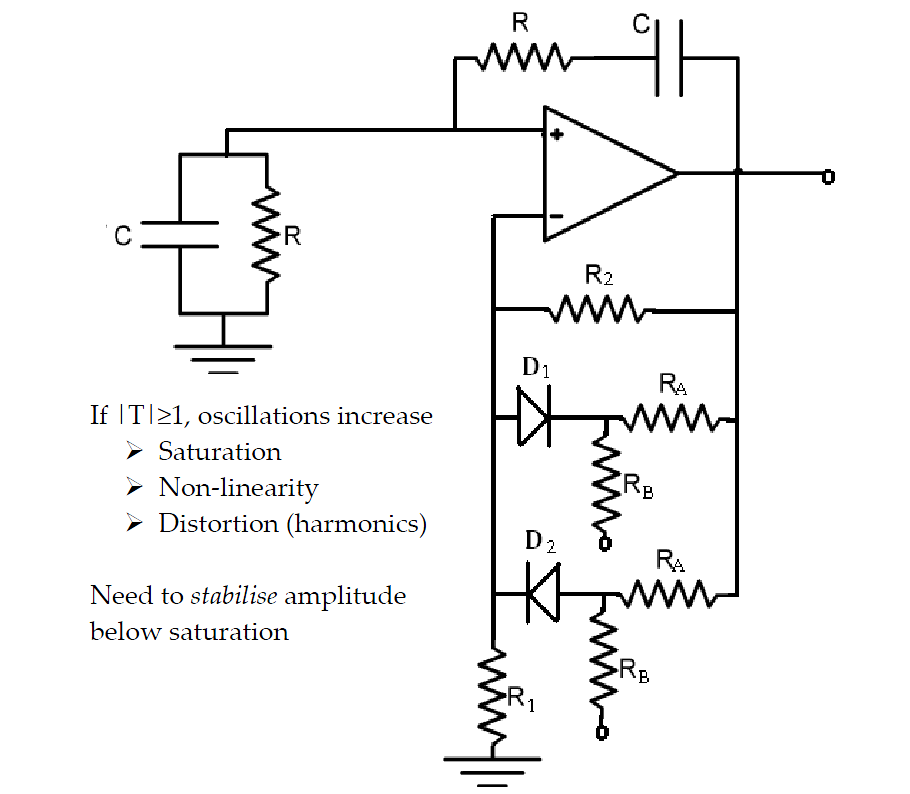 R
C
+
C
R
−
R2
D1
RA
If |T|≥1, oscillations increase
➢ Saturation
➢ Non-linearity
➢ Distortion (harmonics)
RB
D2
RA
Need to stabilise amplitude
below saturation
RB
R1